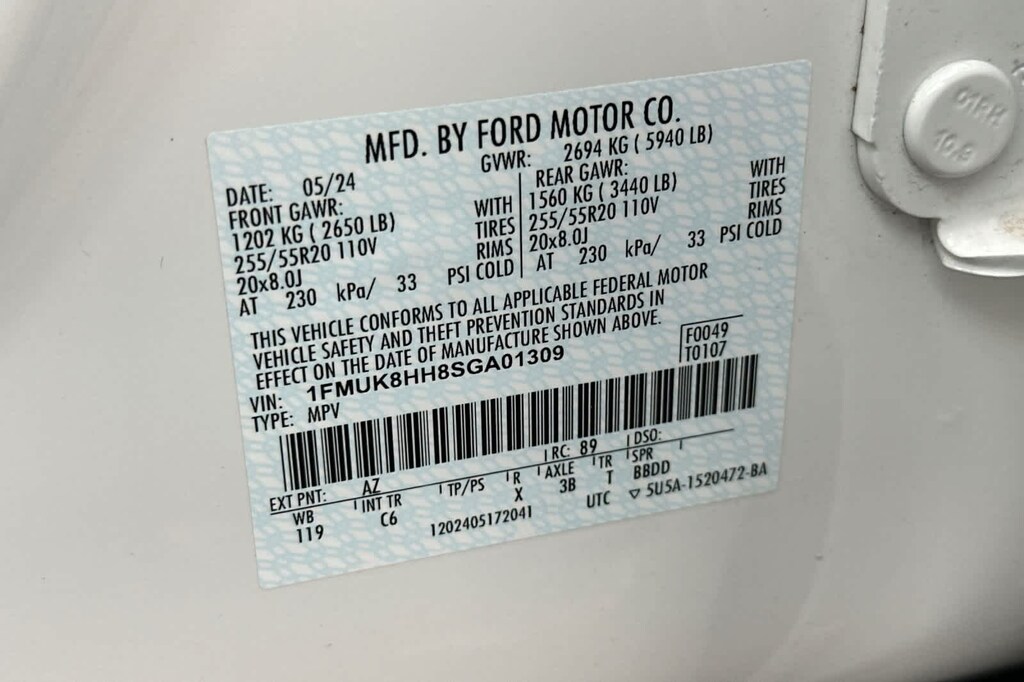 MFD. BY FORD MOTOR CO.
DATE: 05/24
GVWR: 2694 KG ( 5940 LB)
FRONT GAWR:
1202 KG ( 2650 LB) WITH
255/55R20 110V TIRES
20x8.0J RIMS
AT 230 kPa/ 33 PSI COLD
REAR GAWR: WITH
1560 KG ( 3440 LB) TIRES
255/55R20 110V RIMS
20x8.0J
AT 230 kPa/ 33 PSI COLD
THIS VEHICLE CONFORMS TO ALL APPLICABLE FEDERAL MOTOR
VEHICLE SAFETY AND THEFT PREVENTION STANDARDS IN
EFFECT ON THE DATE OF MANUFACTURE SHOWN ABOVE.
VIN: 1FMUK8HH8SGA01309
TYPE: MPV
F0049
T0107
EXT PNT: AZ RC: 89 DSO:
WB INT TR TP/PS R AXLE TR SPR
119 C6 X 3B T BBDD
1202405172041 UTC ▽ 5U5A-1520472-BA
10.9